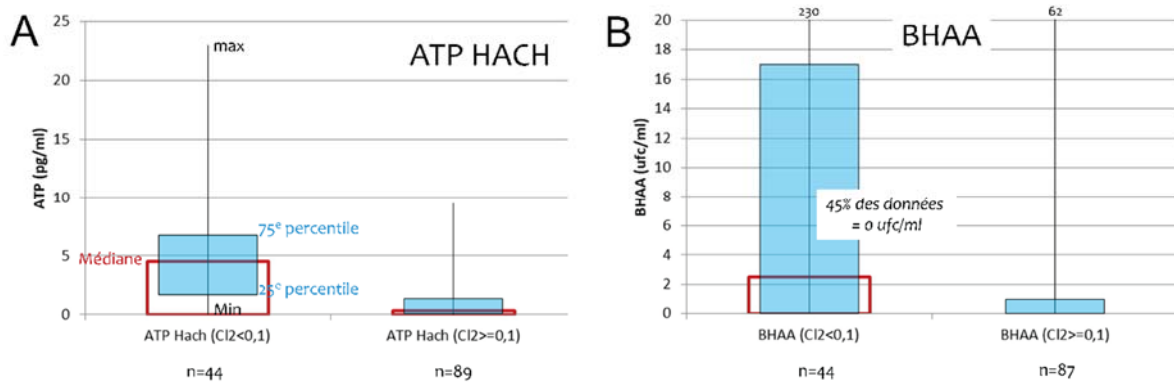 A
ATP HACH
ATP (pg/ml)
25
20
15
10
5
0
max
75e percentile
Médiane
25e percentile
Min
ATP Hach (Cl2<0,1)
ATP Hach (Cl2>=0,1)
n=44
n=89
B
BHAA
BHAA (ufc/ml)
230
62
20
18
16
14
12
10
8
6
4
2
0
45% des données
= 0 ufc/ml
BHAA (Cl2<0,1)
BHAA (Cl2>=0,1)
n=44
n=87